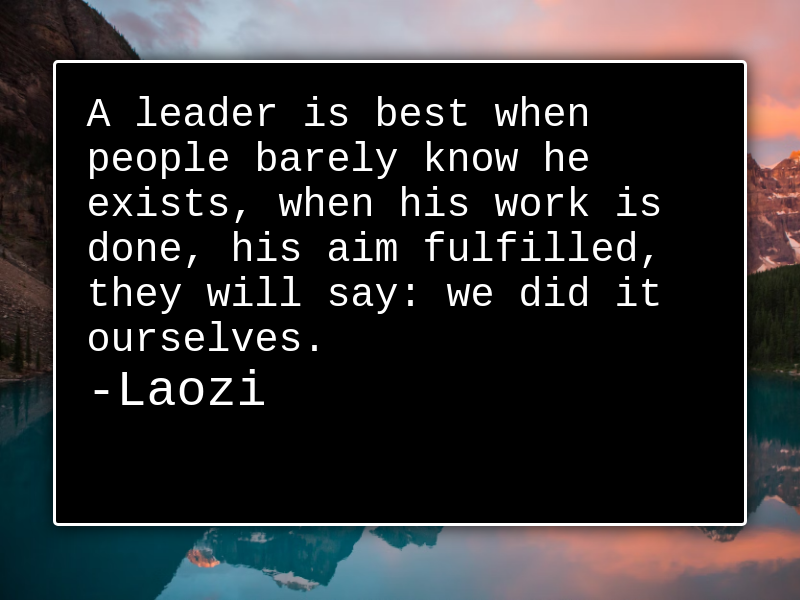 A leader is best when
people barely know he
exists, when his work is
done, his aim fulfilled,
they will say: we did it
ourselves.
-Laozi